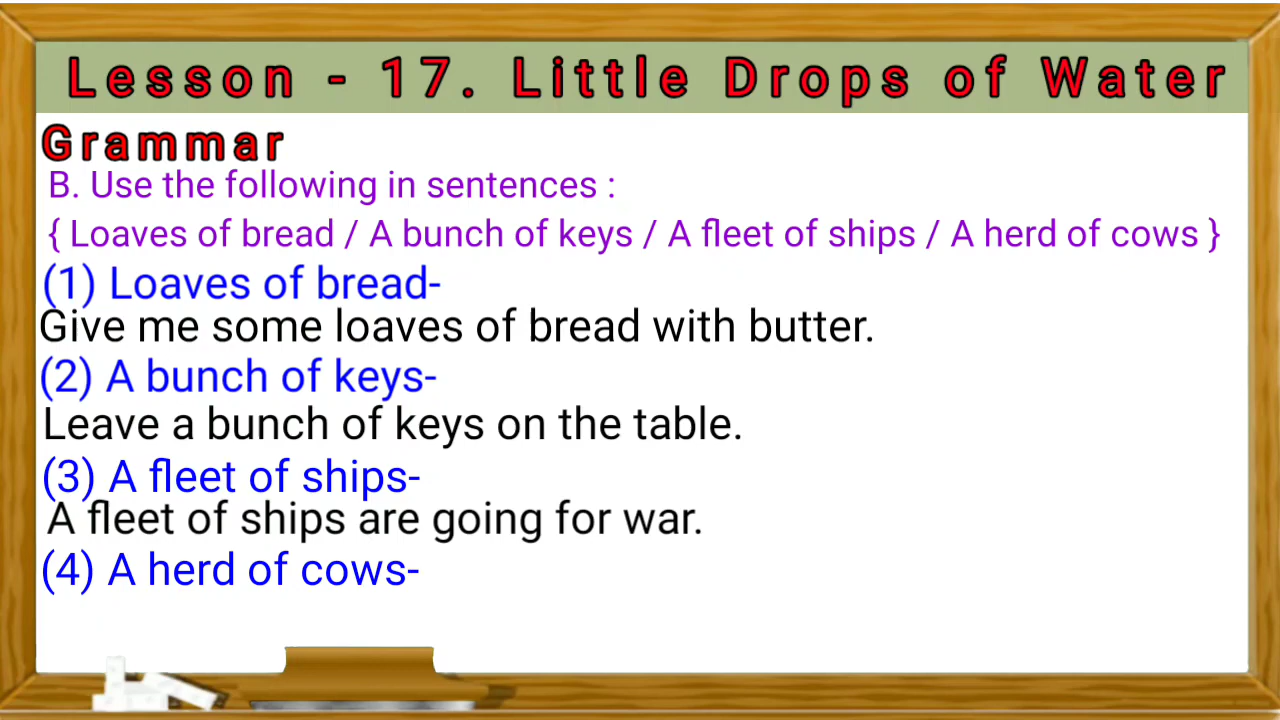 Lesson - 17. Little Drops of Water
Grammar
B. Use the following in sentences :
{ Loaves of bread / A bunch of keys / A fleet of ships / A herd of cows }
(1) Loaves of bread-
Give me some loaves of bread with butter.
(2) A bunch of keys-
Leave a bunch of keys on the table.
(3) A fleet of ships-
A fleet of ships are going for war.
(4) A herd of cows-